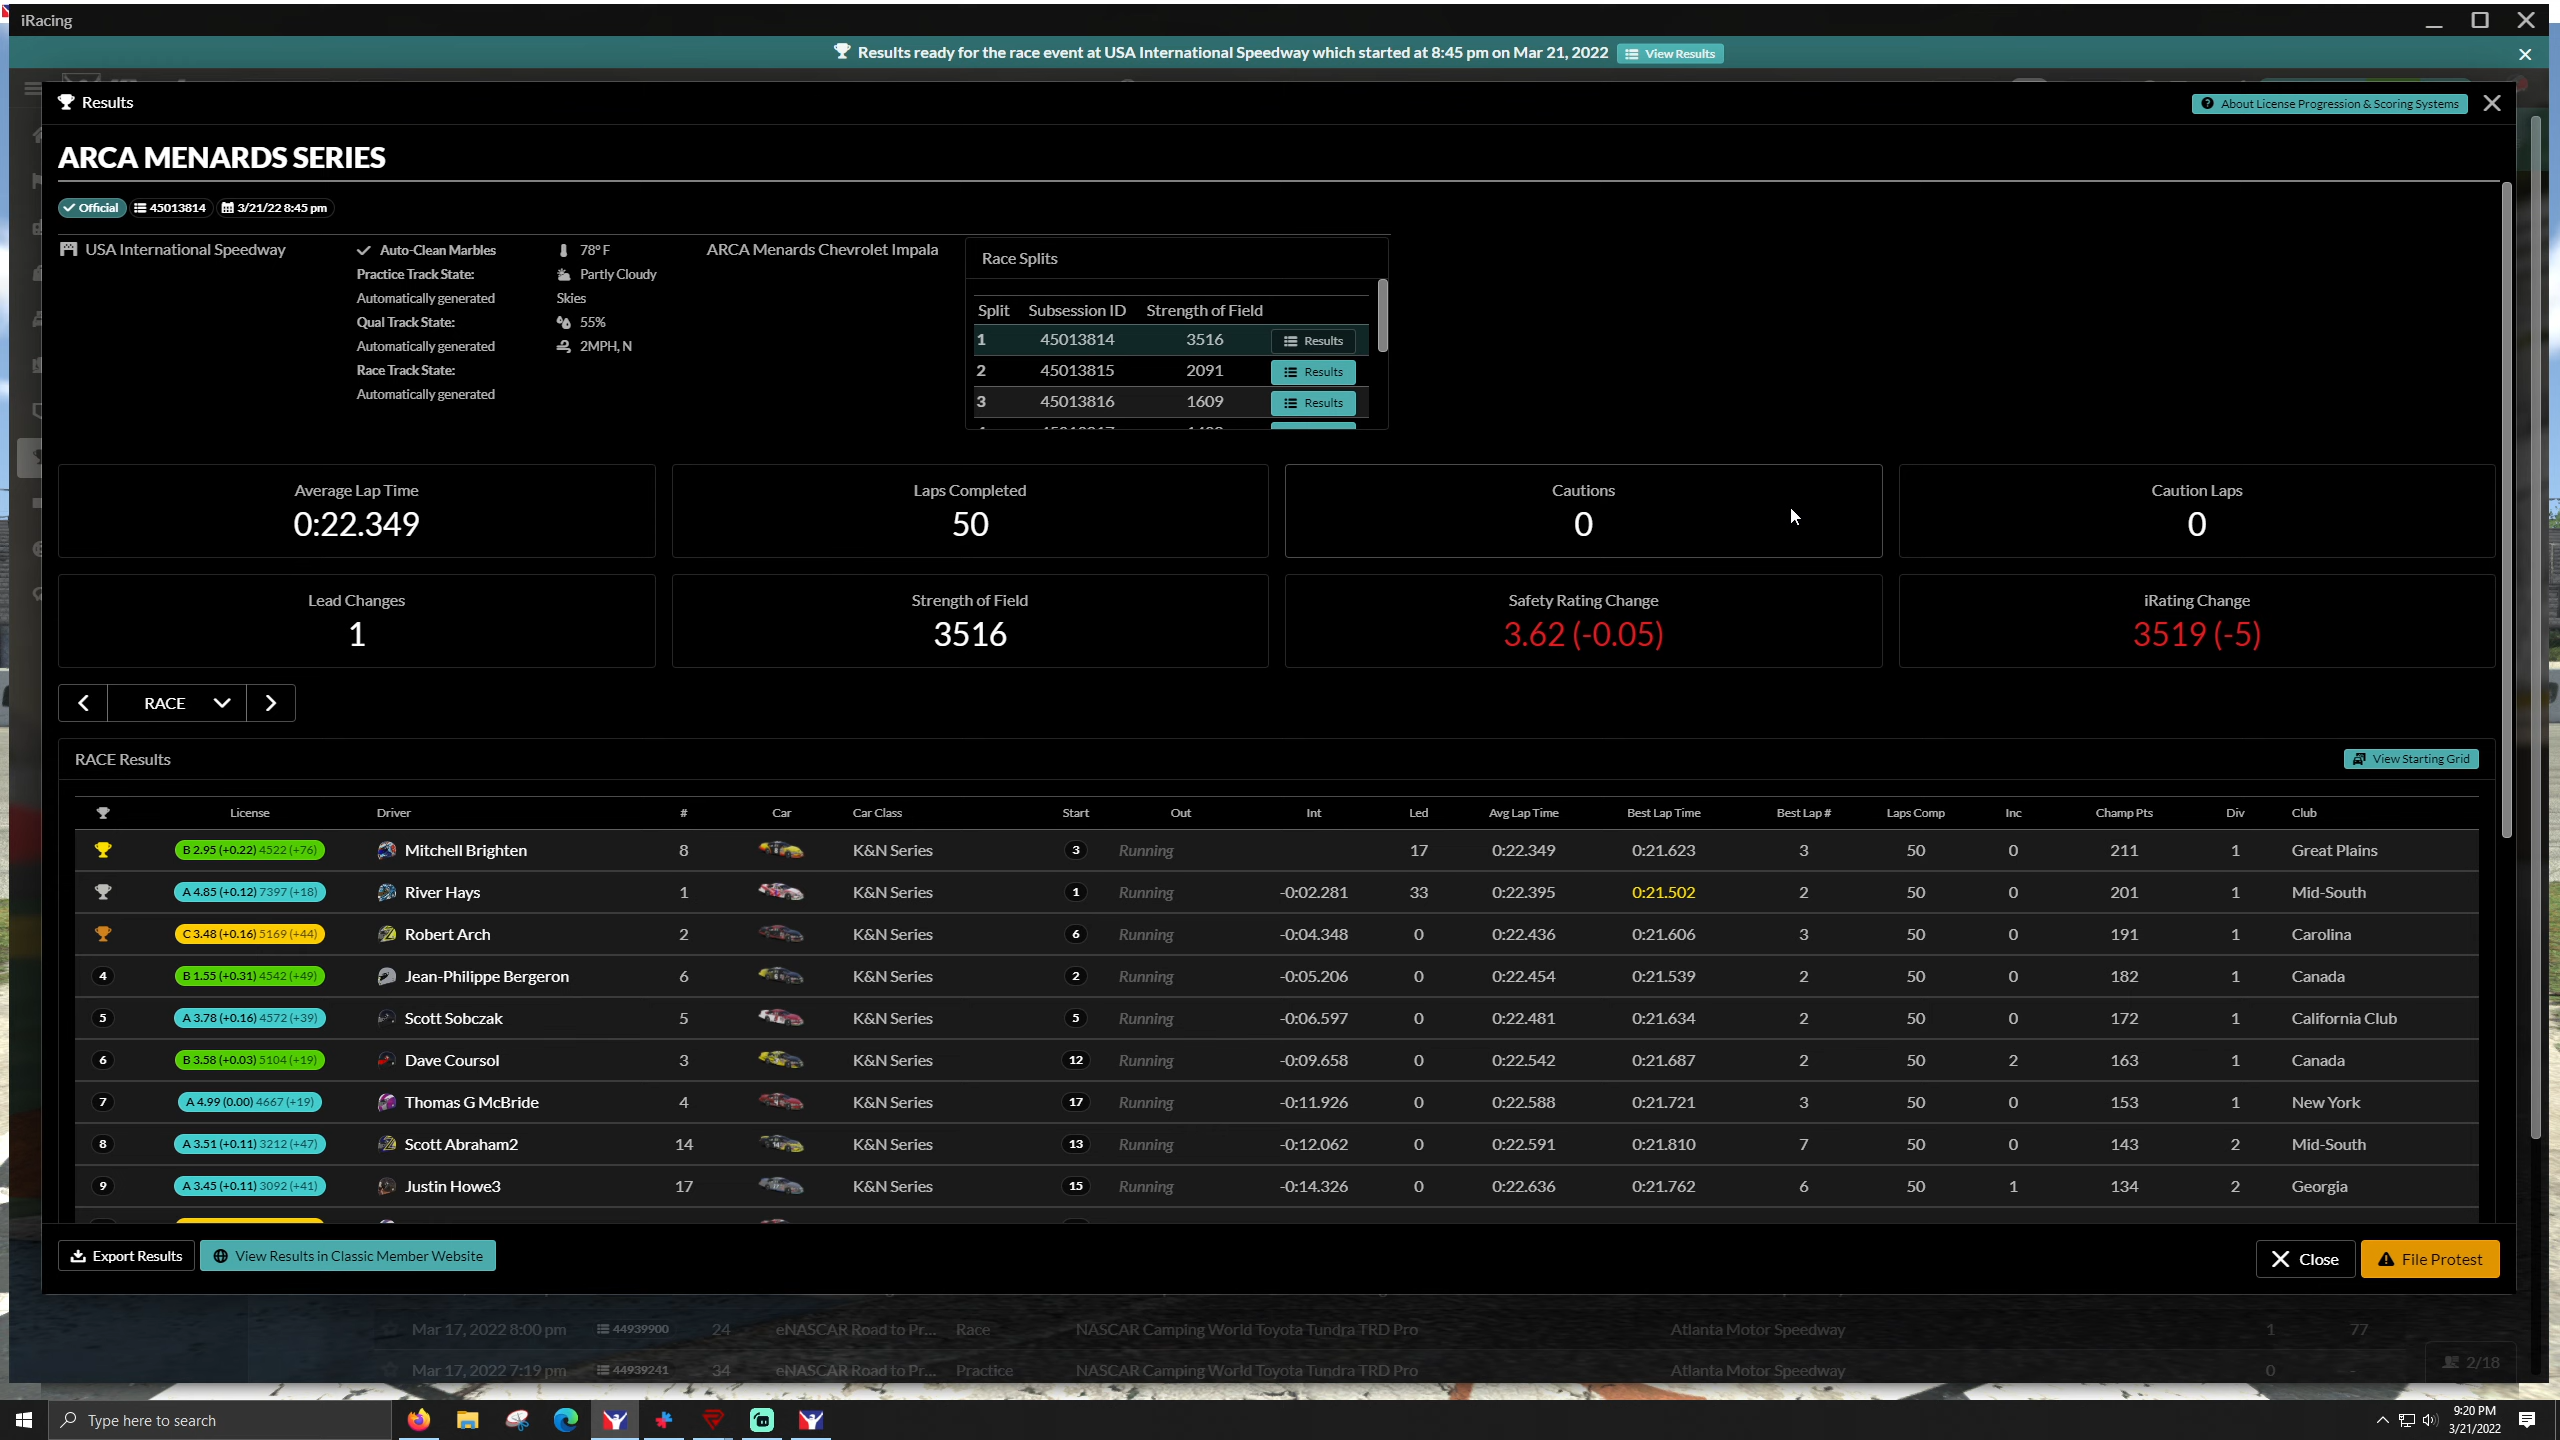 iRacing
Results ready for the race event at USA International Speedway which started at 8:45 pm on Mar 21, 2022 View Results
Results
About License Progression & Scoring Systems
ARCA MENARDS SERIES
Official 45013814 3/21/22 8:45 pm
USA International Speedway
Auto-Clean Marbles
Practice Track State:
Automatically generated
Qual Track State:
Automatically generated
Race Track State:
Automatically generated
78° F
Partly Cloudy
Skies
55%
2MPH, N
ARCA Menards Chevrolet Impala
Race Splits
Split Subsession ID Strength of Field
1 45013814 3516 Results
2 45013815 2091 Results
3 45013816 1609 Results
Average Lap Time
0:22.349
Laps Completed
50
Cautions
0
Caution Laps
0
Lead Changes
1
Strength of Field
3516
Safety Rating Change
3.62 (-0.05)
iRating Change
3519 (-5)
RACE
RACE Results
View Starting Grid
License Driver # Car Car Class Start Out Int Led Avg Lap Time Best Lap Time Best Lap # Laps Comp Inc Champ Pts Div Club
B 2.95 (+0.22) 4522 (+76) Mitchell Brighten 8 K&N Series 3 Running 17 0:22.349 0:21.623 3 50 0 211 1 Great Plains
A 4.85 (+0.12) 7397 (+18) River Hays 1 K&N Series 1 Running -0:02.281 33 0:22.395 0:21.502 2 50 0 201 1 Mid-South
C 3.48 (+0.16) 5169 (+44) Robert Arch 2 K&N Series 6 Running -0:04.348 0 0:22.436 0:21.606 3 50 0 191 1 Carolina
4 B 1.55 (+0.31) 4542 (+49) Jean-Philippe Bergeron 6 K&N Series 2 Running -0:05.206 0 0:22.454 0:21.539 2 50 0 182 1 Canada
5 A 3.78 (+0.16) 4572 (+39) Scott Sobczak 5 K&N Series 5 Running -0:06.597 0 0:22.481 0:21.634 2 50 0 172 1 California Club
6 B 3.58 (+0.03) 5104 (+19) Dave Coursol 3 K&N Series 12 Running -0:09.658 0 0:22.542 0:21.687 2 50 2 163 1 Canada
7 A 4.99 (0.00) 4667 (+19) Thomas G McBride 4 K&N Series 17 Running -0:11.926 0 0:22.588 0:21.721 3 50 0 153 1 New York
8 A 3.51 (+0.11) 3212 (+47) Scott Abraham2 14 K&N Series 13 Running -0:12.062 0 0:22.591 0:21.810 7 50 0 143 2 Mid-South
9 A 3.45 (+0.11) 3092 (+41) Justin Howe3 17 K&N Series 15 Running -0:14.326 0 0:22.636 0:21.762 6 50 1 134 2 Georgia
Export Results View Results in Classic Member Website Close File Protest
Mar 17, 2022 8:00 pm 44939900 24 eNASCAR Road to Pr... Race NASCAR Camping World Toyota Tundra TRD Pro Atlanta Motor Speedway 1 77
Mar 17, 2022 7:19 pm 44939241 34 eNASCAR Road to Pr... Practice NASCAR Camping World Toyota Tundra TRD Pro Atlanta Motor Speedway 0 -
2/18
Type here to search
9:20 PM
3/21/2022